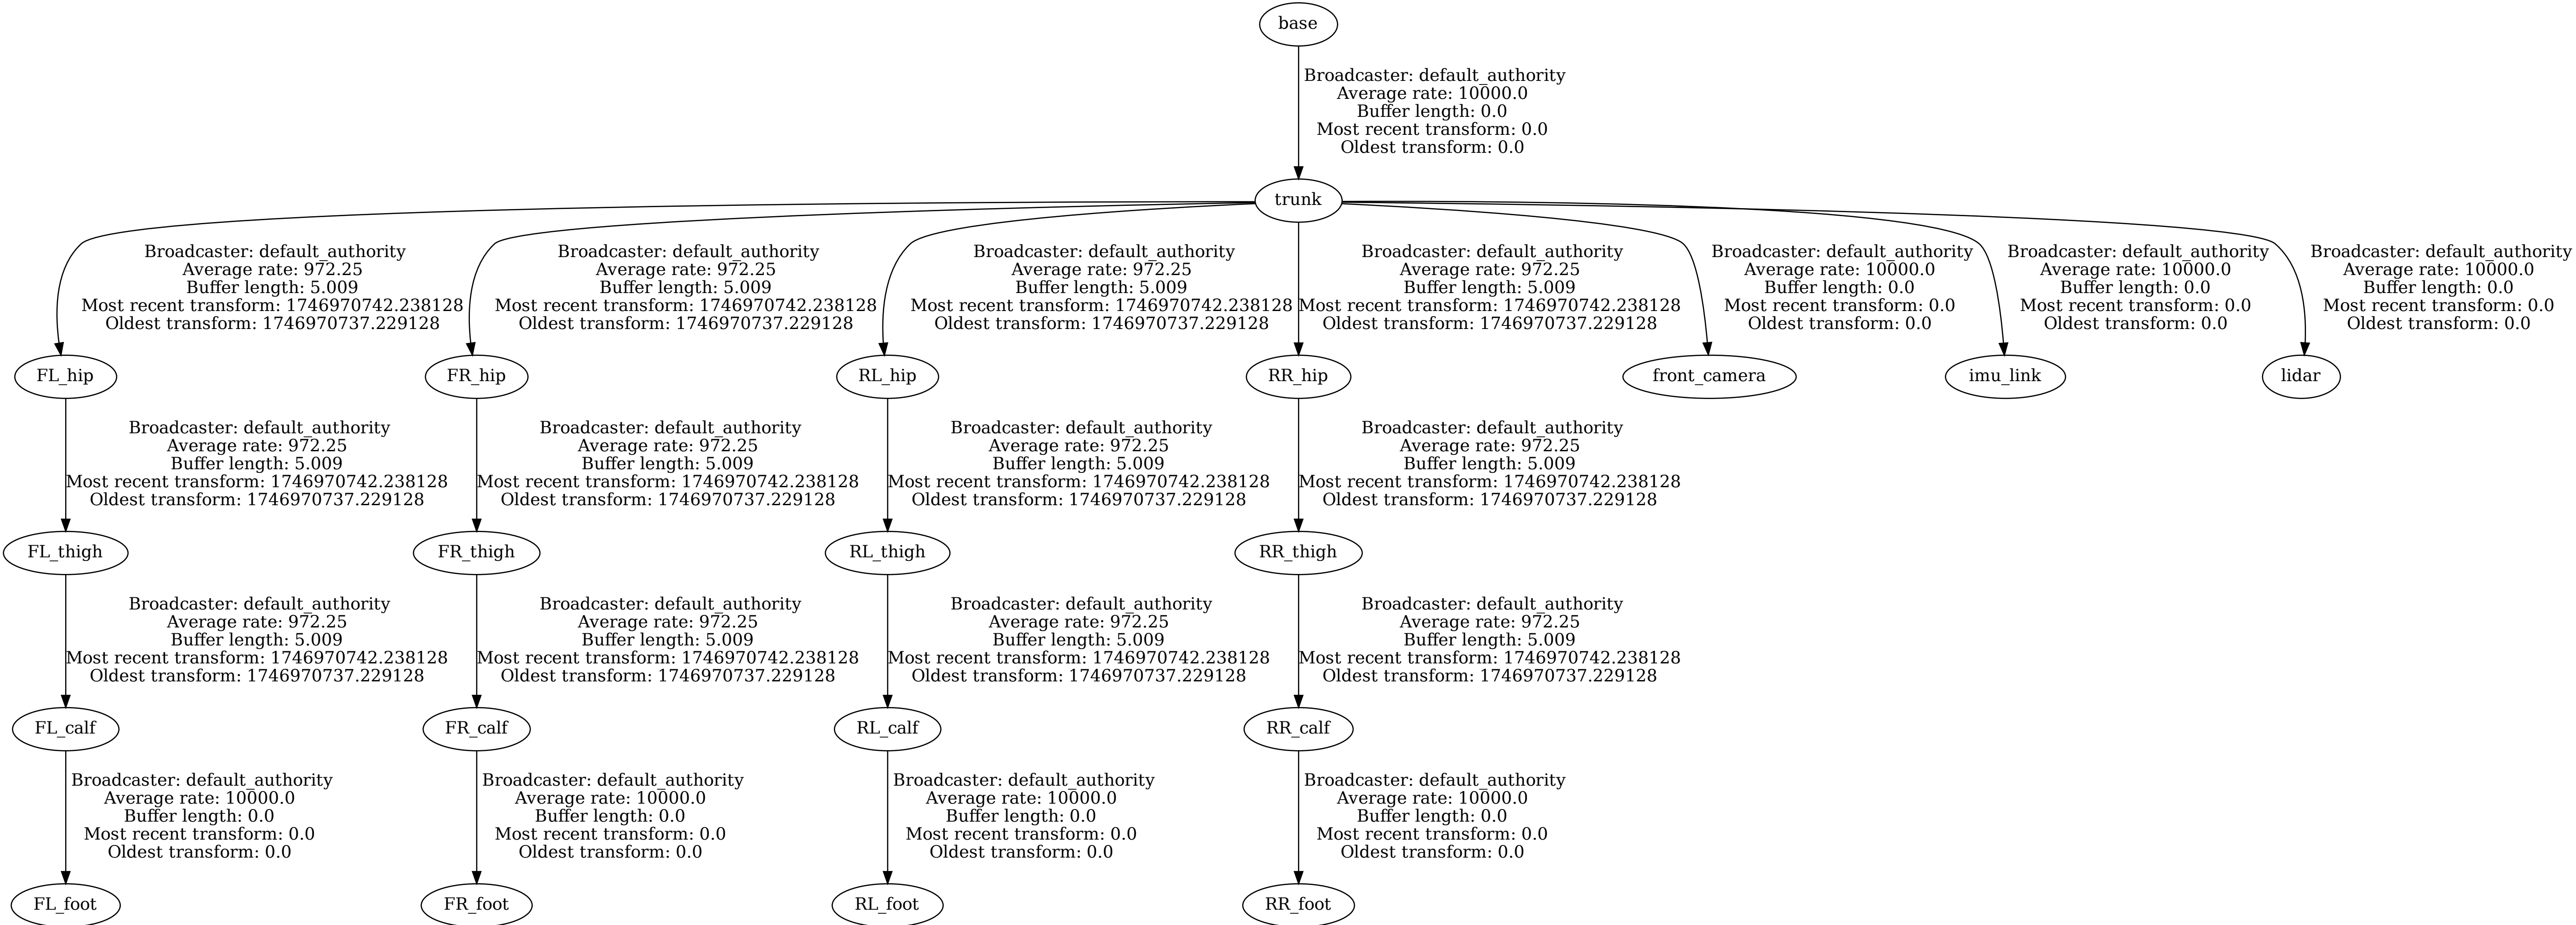 base
Broadcaster: default_authority
Average rate: 10000.0
Buffer length: 0.0
Most recent transform: 0.0
Oldest transform: 0.0
trunk
Broadcaster: default_authority
Average rate: 972.25
Buffer length: 5.009
Most recent transform: 1746970742.238128
Oldest transform: 1746970737.229128
Broadcaster: default_authority
Average rate: 972.25
Buffer length: 5.009
Most recent transform: 1746970742.238128
Oldest transform: 1746970737.229128
Broadcaster: default_authority
Average rate: 972.25
Buffer length: 5.009
Most recent transform: 1746970742.238128
Oldest transform: 1746970737.229128
Broadcaster: default_authority
Average rate: 972.25
Buffer length: 5.009
Most recent transform: 1746970742.238128
Oldest transform: 1746970737.229128
Broadcaster: default_authority
Average rate: 10000.0
Buffer length: 0.0
Most recent transform: 0.0
Oldest transform: 0.0
Broadcaster: default_authority
Average rate: 10000.0
Buffer length: 0.0
Most recent transform: 0.0
Oldest transform: 0.0
Broadcaster: default_authority
Average rate: 10000.0
Buffer length: 0.0
Most recent transform: 0.0
Oldest transform: 0.0
FL_hip
FR_hip
RL_hip
RR_hip
front_camera
imu_link
lidar
Broadcaster: default_authority
Average rate: 972.25
Buffer length: 5.009
Most recent transform: 1746970742.238128
Oldest transform: 1746970737.229128
Broadcaster: default_authority
Average rate: 972.25
Buffer length: 5.009
Most recent transform: 1746970742.238128
Oldest transform: 1746970737.229128
Broadcaster: default_authority
Average rate: 972.25
Buffer length: 5.009
Most recent transform: 1746970742.238128
Oldest transform: 1746970737.229128
Broadcaster: default_authority
Average rate: 972.25
Buffer length: 5.009
Most recent transform: 1746970742.238128
Oldest transform: 1746970737.229128
FL_thigh
FR_thigh
RL_thigh
RR_thigh
Broadcaster: default_authority
Average rate: 972.25
Buffer length: 5.009
Most recent transform: 1746970742.238128
Oldest transform: 1746970737.229128
Broadcaster: default_authority
Average rate: 972.25
Buffer length: 5.009
Most recent transform: 1746970742.238128
Oldest transform: 1746970737.229128
Broadcaster: default_authority
Average rate: 972.25
Buffer length: 5.009
Most recent transform: 1746970742.238128
Oldest transform: 1746970737.229128
Broadcaster: default_authority
Average rate: 972.25
Buffer length: 5.009
Most recent transform: 1746970742.238128
Oldest transform: 1746970737.229128
FL_calf
FR_calf
RL_calf
RR_calf
Broadcaster: default_authority
Average rate: 10000.0
Buffer length: 0.0
Most recent transform: 0.0
Oldest transform: 0.0
Broadcaster: default_authority
Average rate: 10000.0
Buffer length: 0.0
Most recent transform: 0.0
Oldest transform: 0.0
Broadcaster: default_authority
Average rate: 10000.0
Buffer length: 0.0
Most recent transform: 0.0
Oldest transform: 0.0
Broadcaster: default_authority
Average rate: 10000.0
Buffer length: 0.0
Most recent transform: 0.0
Oldest transform: 0.0
FL_foot
FR_foot
RL_foot
RR_foot